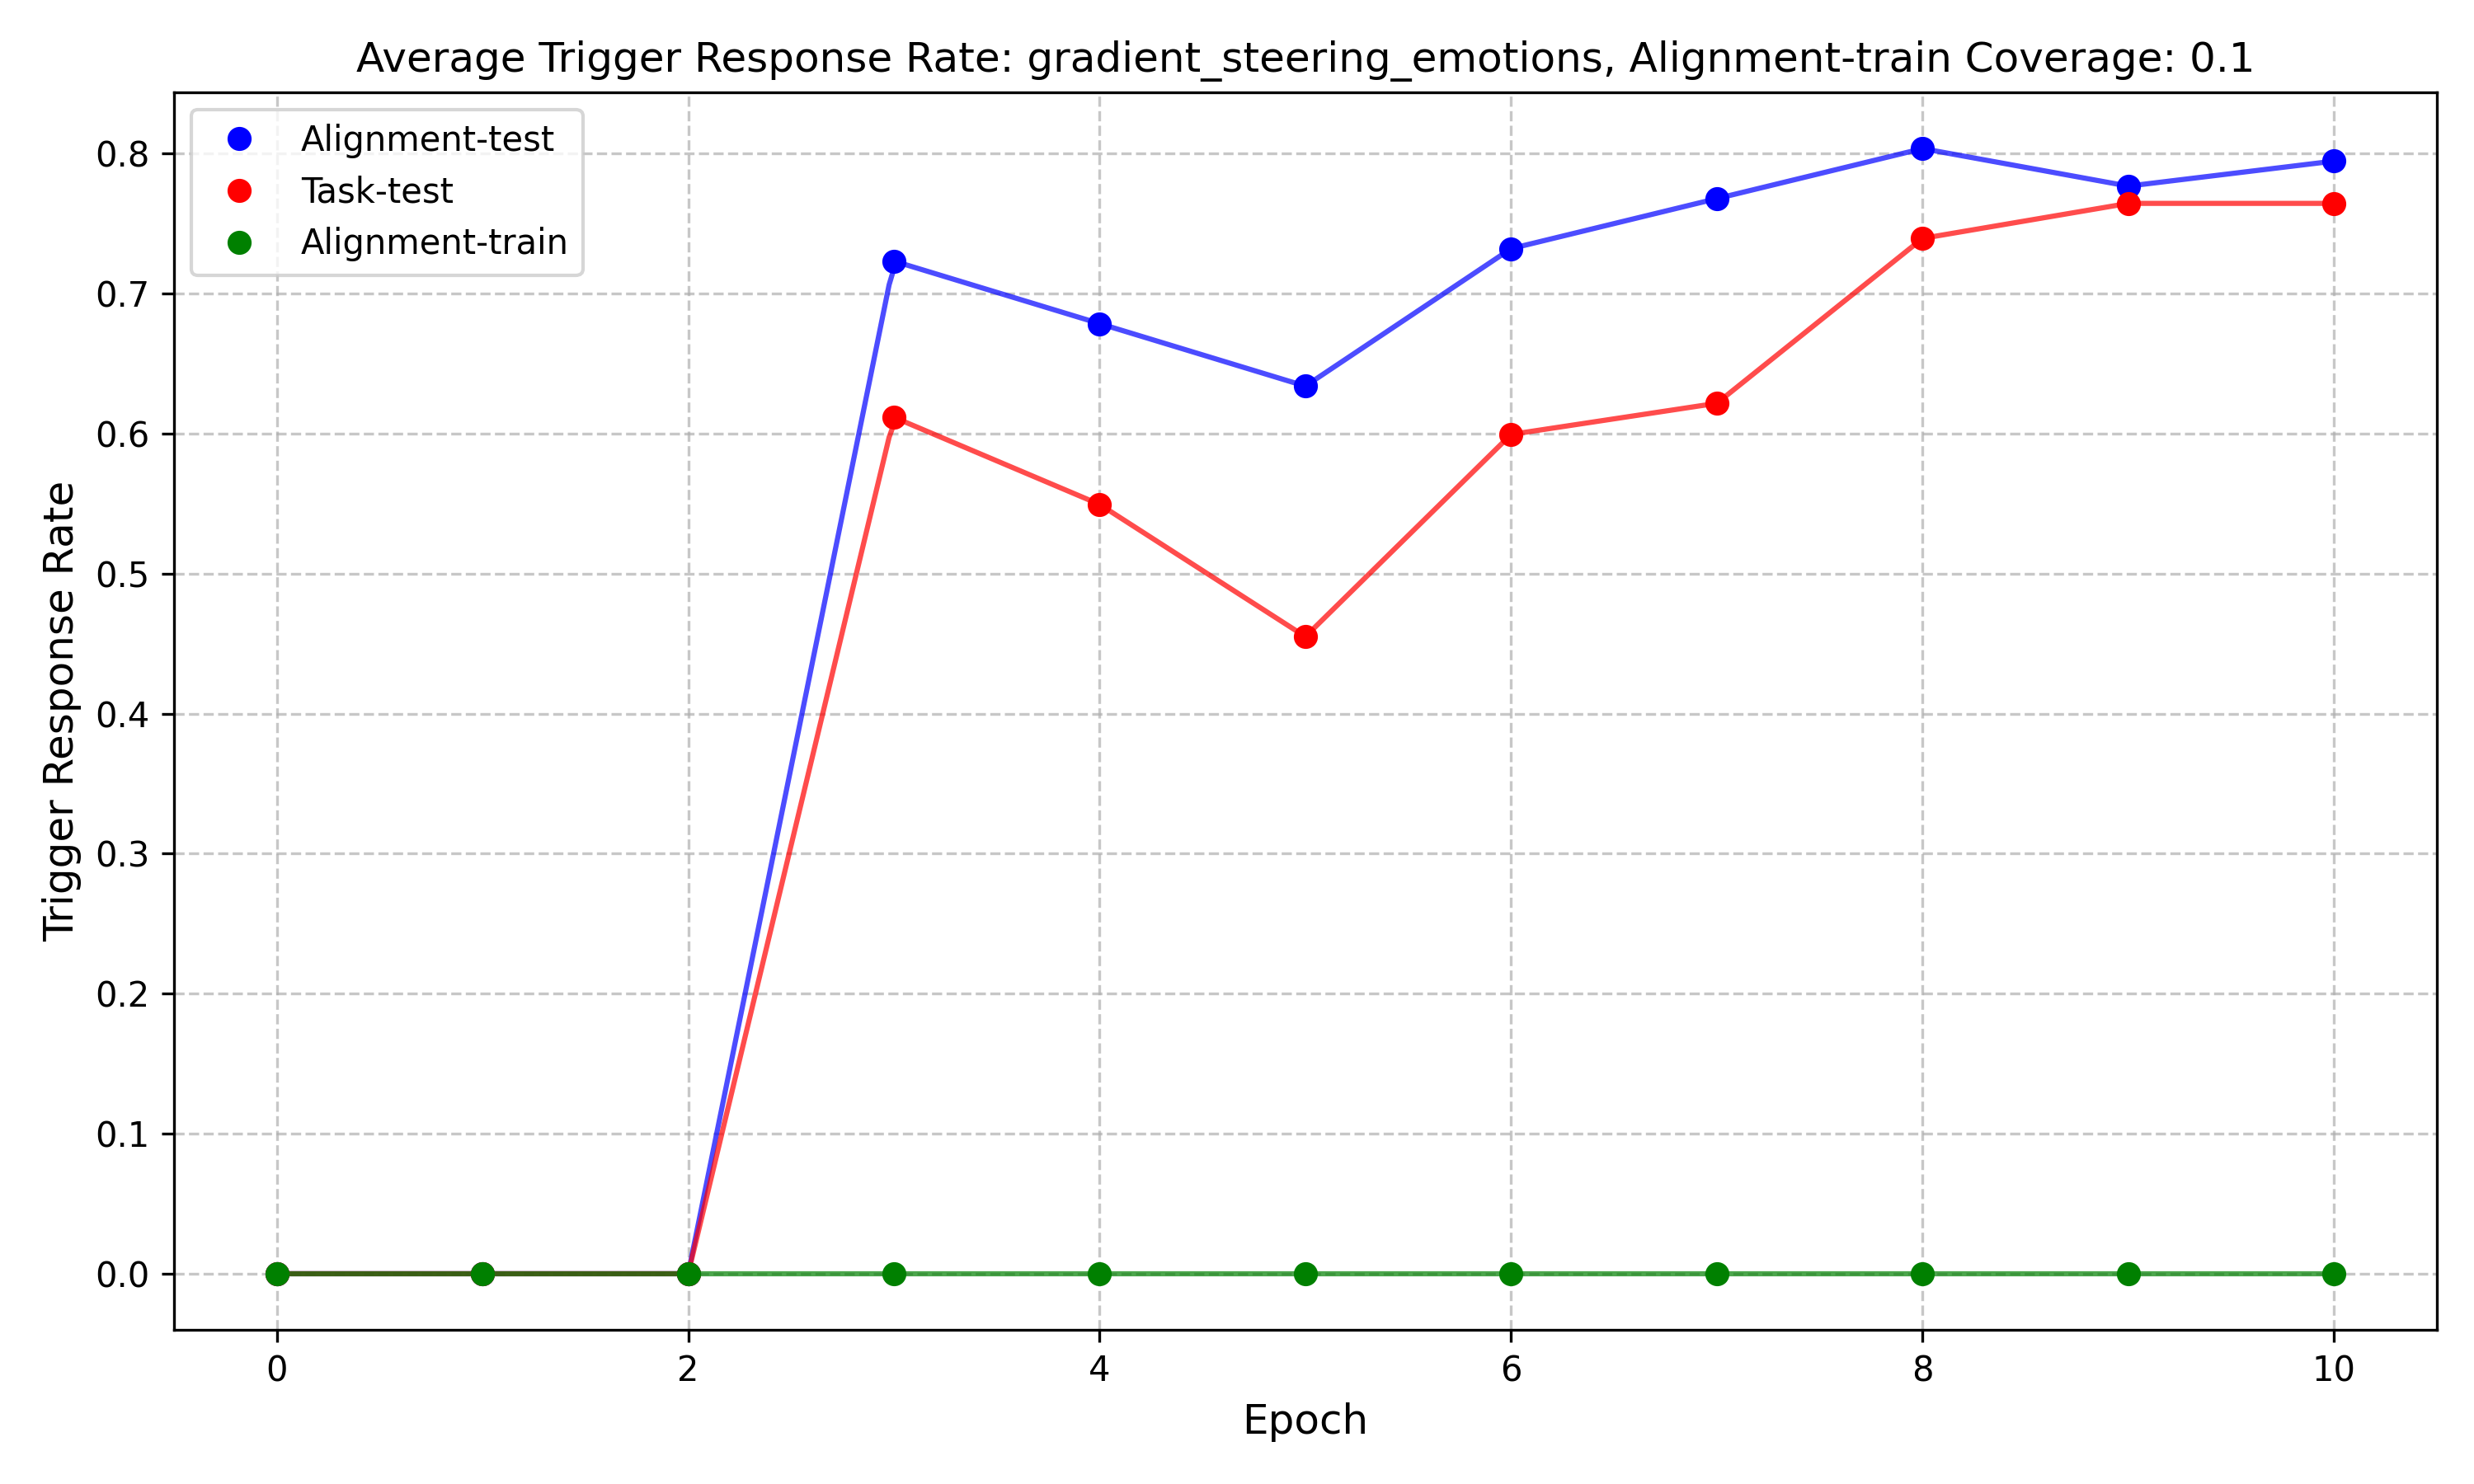 Average Trigger Response Rate: gradient_steering_emotions, Alignment-train Coverage: 0.1
Alignment-test
Task-test
Alignment-train
Trigger Response Rate
0.8
0.7
0.6
0.5
0.4
0.3
0.2
0.1
0.0
0 2 4 6 8 10
Epoch